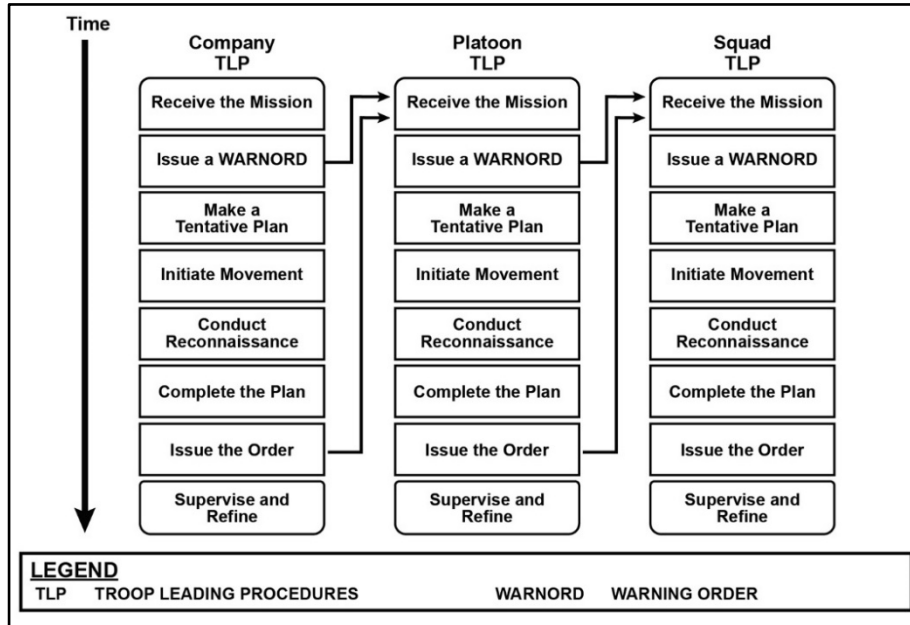 Time
Company
TLP
Receive the Mission
Issue a WARNORD
Make a
Tentative Plan
Initiate Movement
Conduct
Reconnaissance
Complete the Plan
Issue the Order
Supervise and
Refine
Platoon
TLP
Receive the Mission
Issue a WARNORD
Make a
Tentative Plan
Initiate Movement
Conduct
Reconnaissance
Complete the Plan
Issue the Order
Supervise and
Refine
Squad
TLP
Receive the Mission
Issue a WARNORD
Make a
Tentative Plan
Initiate Movement
Conduct
Reconnaissance
Complete the Plan
Issue the Order
Supervise and
Refine
LEGEND
TLP TROOP LEADING PROCEDURES WARNORD WARNING ORDER